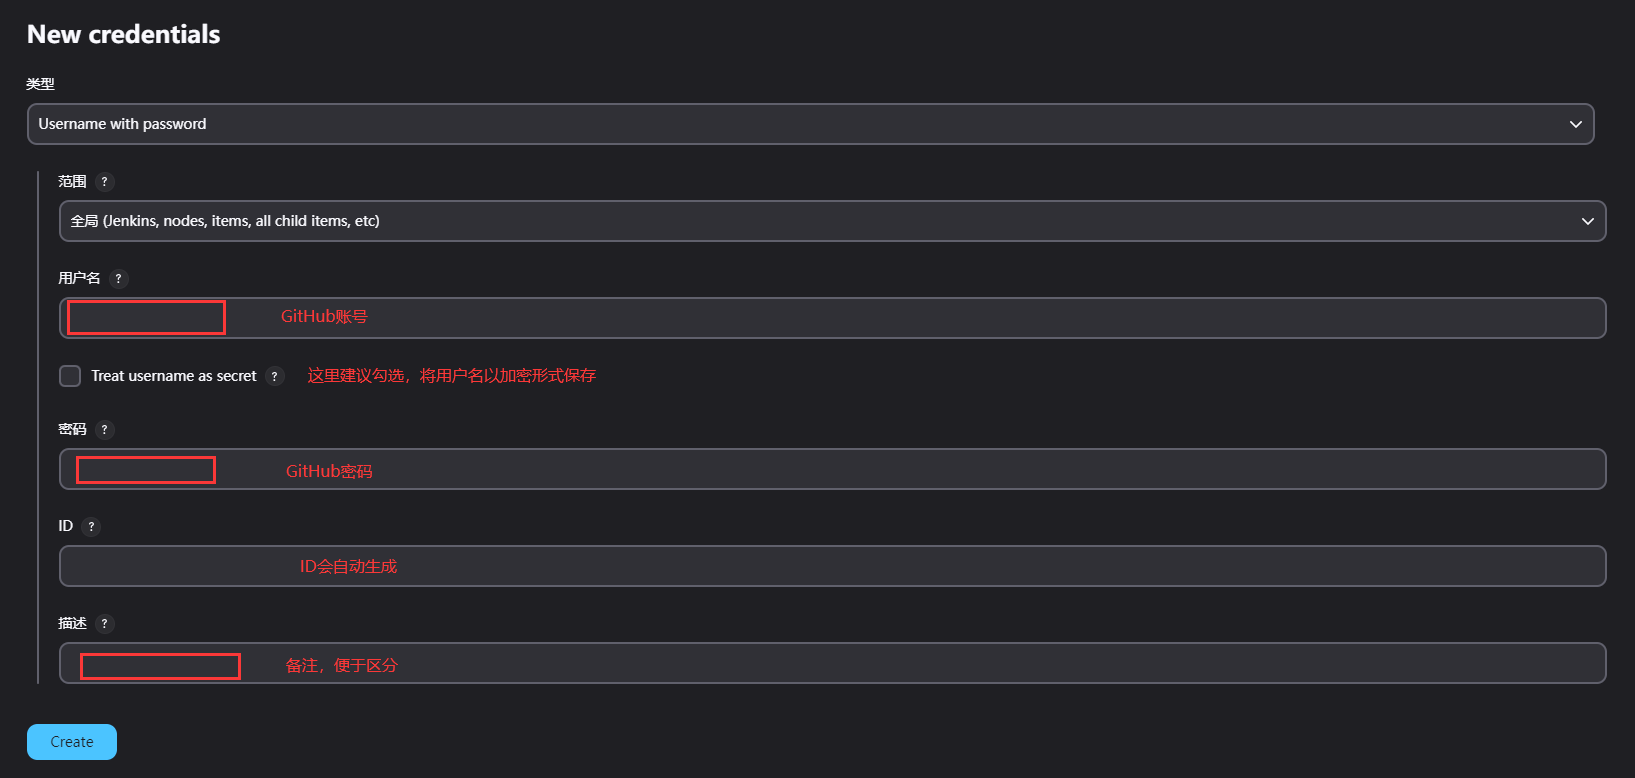 New credentials
类型
Username with password
范围 ?
全局 (Jenkins, nodes, items, all child items, etc)
用户名 ?
GitHub账号
Treat username as secret ? 这里建议勾选，将用户名以加密形式保存
密码 ?
GitHub密码
ID ?
ID会自动生成
描述 ?
备注，便于区分
Create